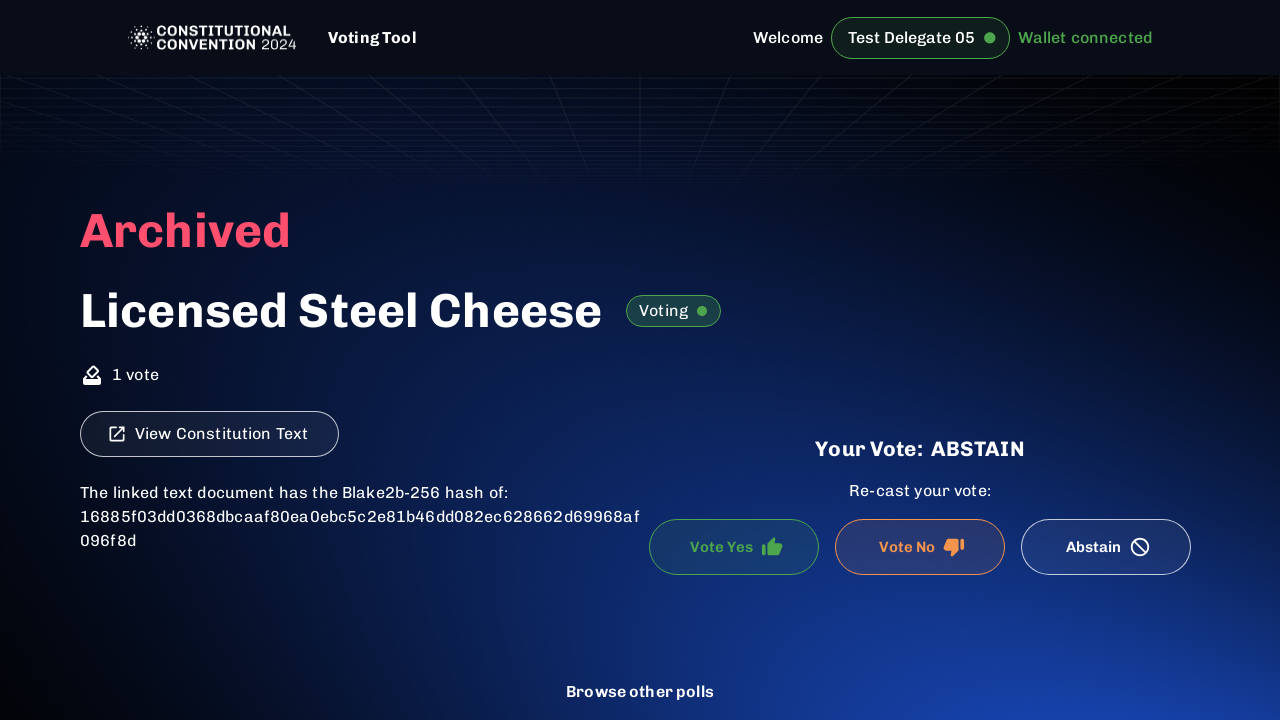 CONSTITUTIONAL
CONVENTION 2024
Voting Tool
Welcome Test Delegate 05 Wallet connected
Archived
Licensed Steel Cheese Voting
1 vote
View Constitution Text
The linked text document has the Blake2b-256 hash of:
16885f03dd0368dbcaaf80ea0ebc5c2e81b46dd082ec628662d69968af
096f8d
Your Vote: ABSTAIN
Re-cast your vote:
Vote Yes Vote No Abstain
Browse other polls